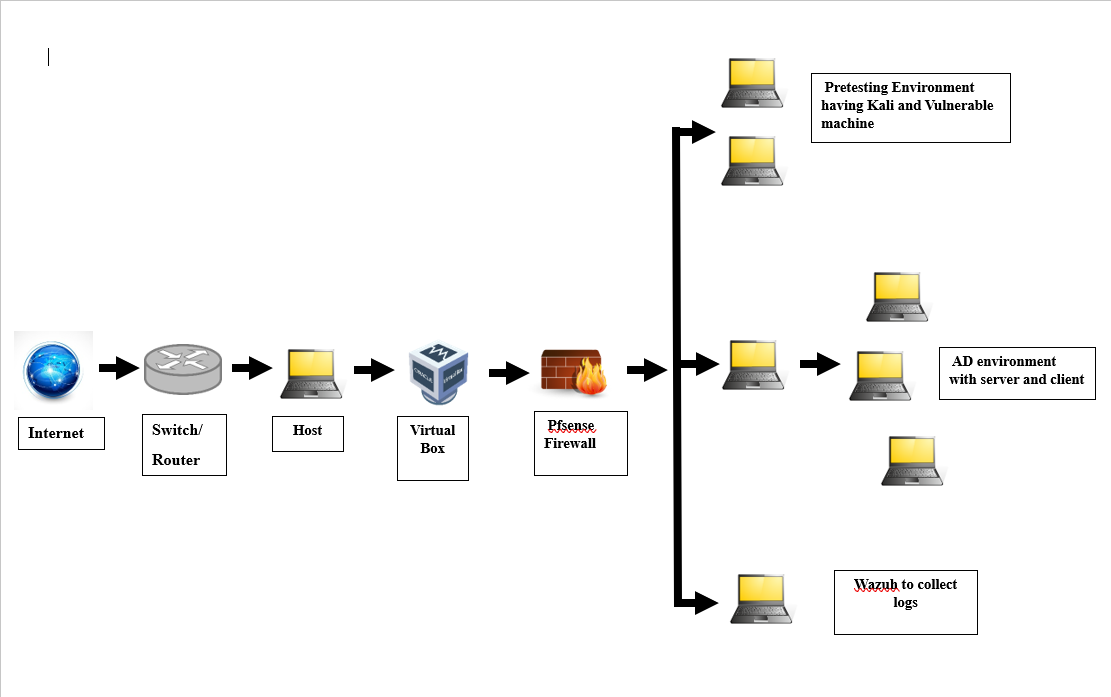 Pretesting Environment
having Kali and Vulnerable
machine
AD environment
with server and client
Internet
Switch/
Router
Host
Virtual
Box
Pfsense
Firewall
Wazuh to collect
logs
ORACLE